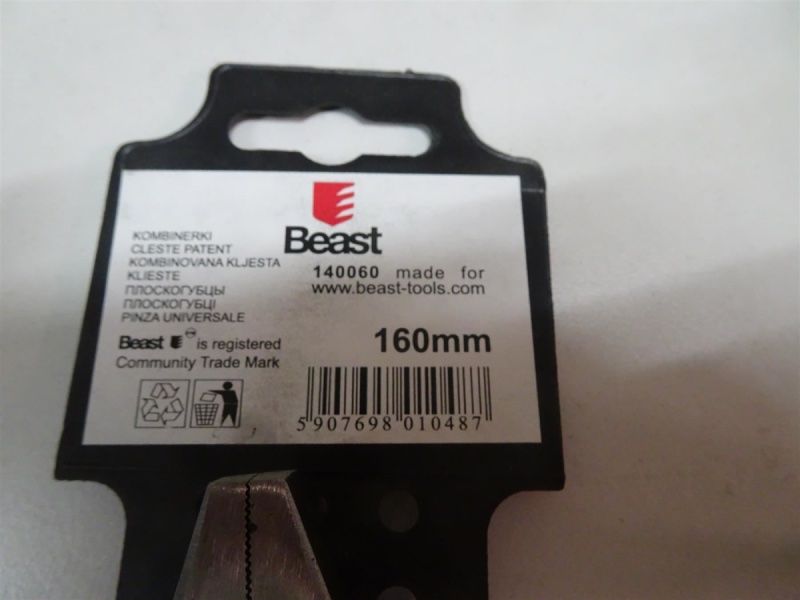 Beast
KOMBINERKI
CLESTE PATENT
KOMBINOVANA KLJESTA
KLIESTE
ПЛОСКОГУБЦЫ
ПЛОСКОГУБЦІ
PINZA UNIVERSALE
140060 made for
www.beast-tools.com
Beast is registered
Community Trade Mark
160mm
5 907698 010487